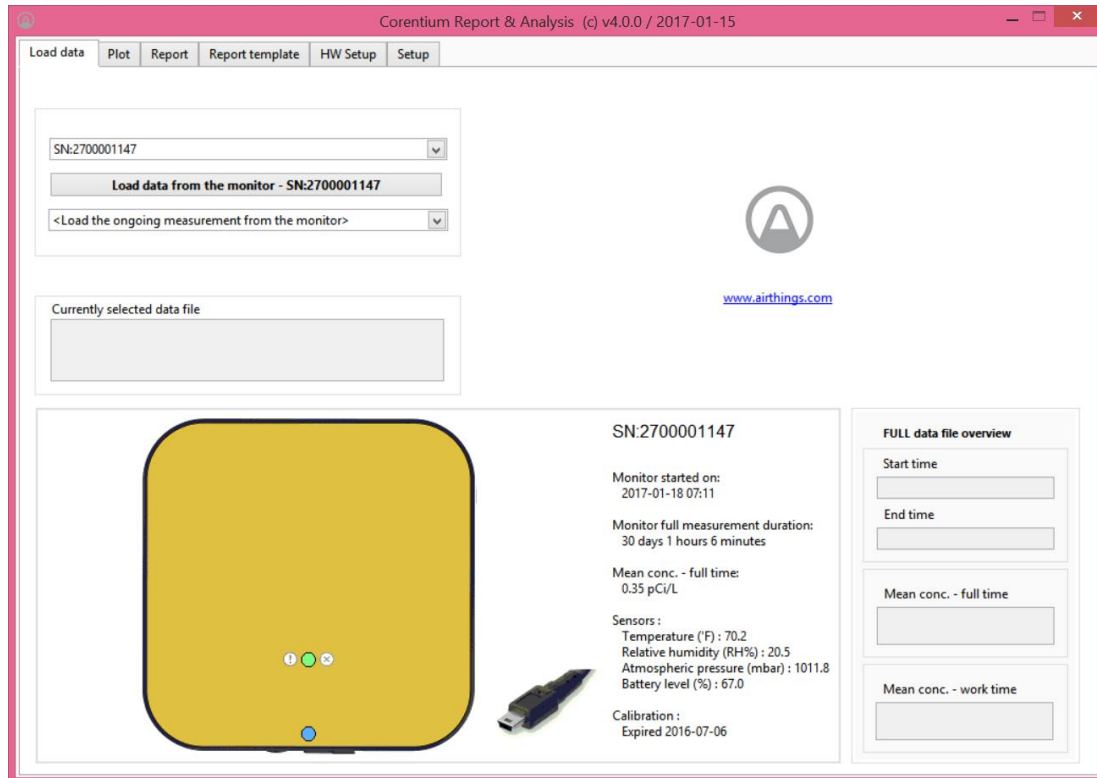 Corentium Report & Analysis (c) v4.0.0 / 2017-01-15
Load data Plot Report Report template HW Setup Setup
SN:2700001147
Load data from the monitor - SN:2700001147
<Load the ongoing measurement from the monitor>
www.airthings.com
Currently selected data file
SN:2700001147
Monitor started on:
2017-01-18 07:11
Monitor full measurement duration:
30 days 1 hours 6 minutes
Mean conc. - full time:
0.35 pCi/L
Sensors :
Temperature (°F) : 70.2
Relative humidity (RH%) : 20.5
Atmospheric pressure (mbar) : 1011.8
Battery level (%) : 67.0
Calibration :
Expired 2016-07-06
FULL data file overview
Start time
End time
Mean conc. - full time
Mean conc. - work time